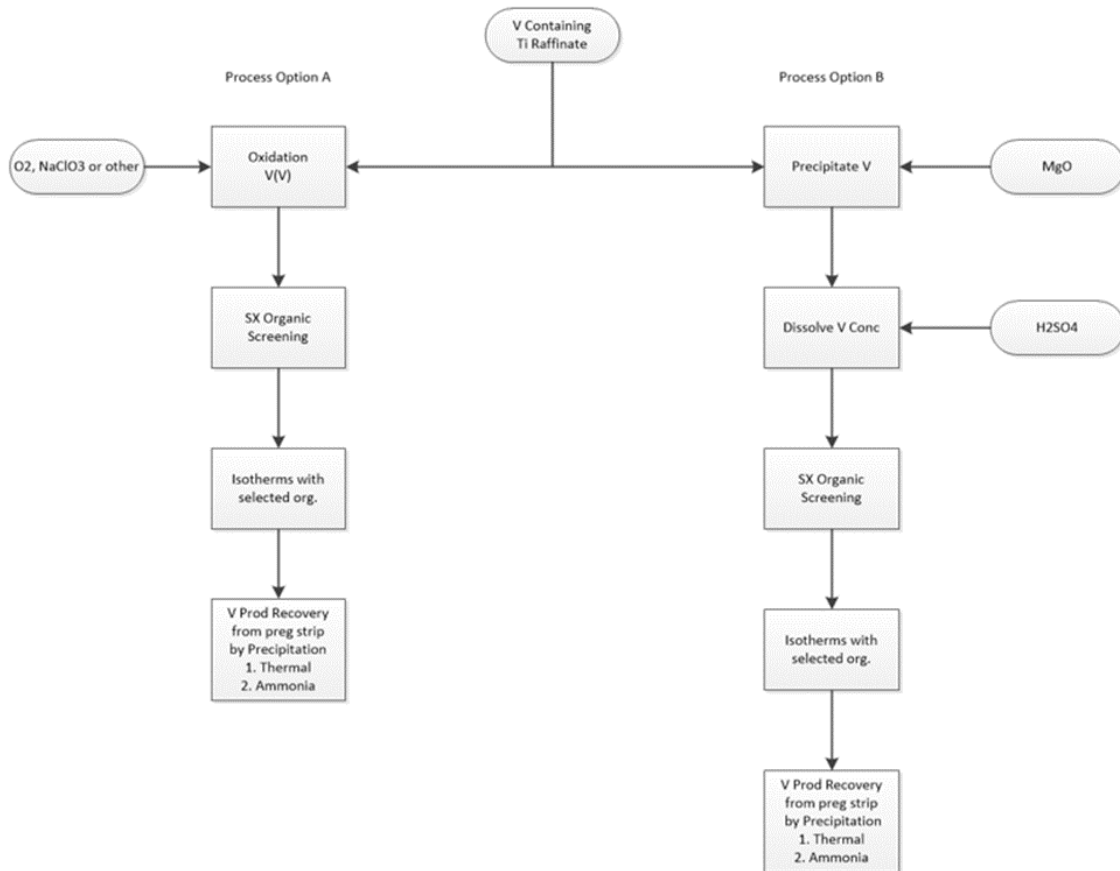 V Containing
Ti Raffinate
Process Option A
Process Option B
O2, NaClO3 or other
Oxidation
V(V)
Precipitate V
MgO
SX Organic
Screening
Dissolve V Conc
H2SO4
Isotherms with
selected org.
SX Organic
Screening
V Prod Recovery
from preg strip
by Precipitation
1. Thermal
2. Ammonia
Isotherms with
selected org.
V Prod Recovery
from preg strip
by Precipitation
1. Thermal
2. Ammonia